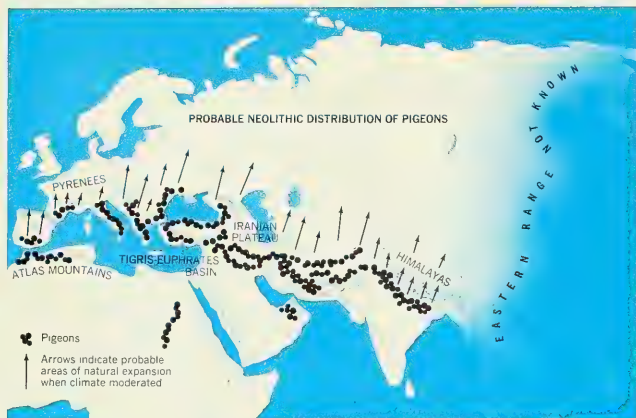 PROBABLE NEOLITHIC DISTRIBUTION OF PIGEONS
EASTERN RANGE NOT KNOWN
PYRENEES
IRANIAN
PLATEAU
HIMALAYAS
ATLAS MOUNTAINS
TIGRIS-EUPHRATES
BASIN
Pigeons
Arrows indicate probable
areas of natural expansion
when climate moderated